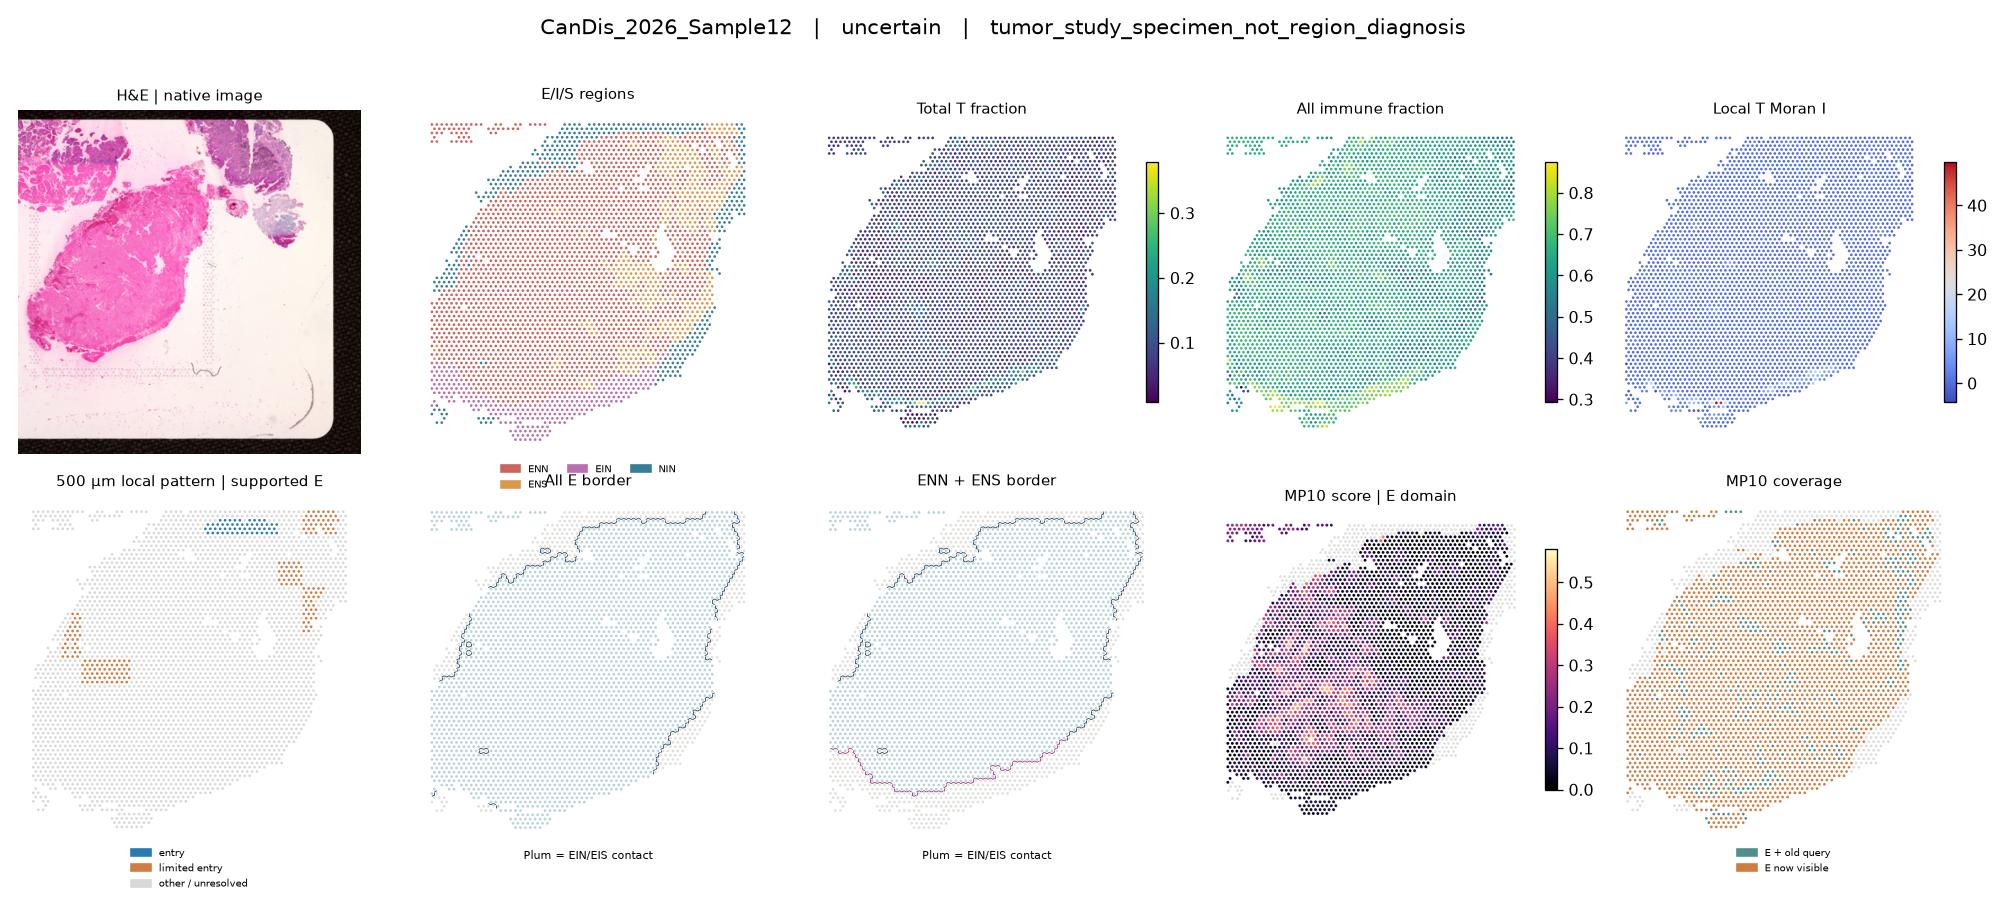 CanDis_2026_Sample12 | uncertain | tumor_study_specimen_not_region_diagnosis
H&E | native image
E/I/S regions
Total T fraction
All immune fraction
Local T Moran I
0.3
0.2
0.1
0.8
0.7
0.6
0.5
0.4
0.3
40
30
20
10
0
ENN
EIN
NIN
ENS
500 µm local pattern | supported E
All E border
ENN + ENS border
MP10 score | E domain
MP10 coverage
0.5
0.4
0.3
0.2
0.1
0.0
entry
limited entry
other / unresolved
Plum = EIN/EIS contact
Plum = EIN/EIS contact
E + old query
E now visible